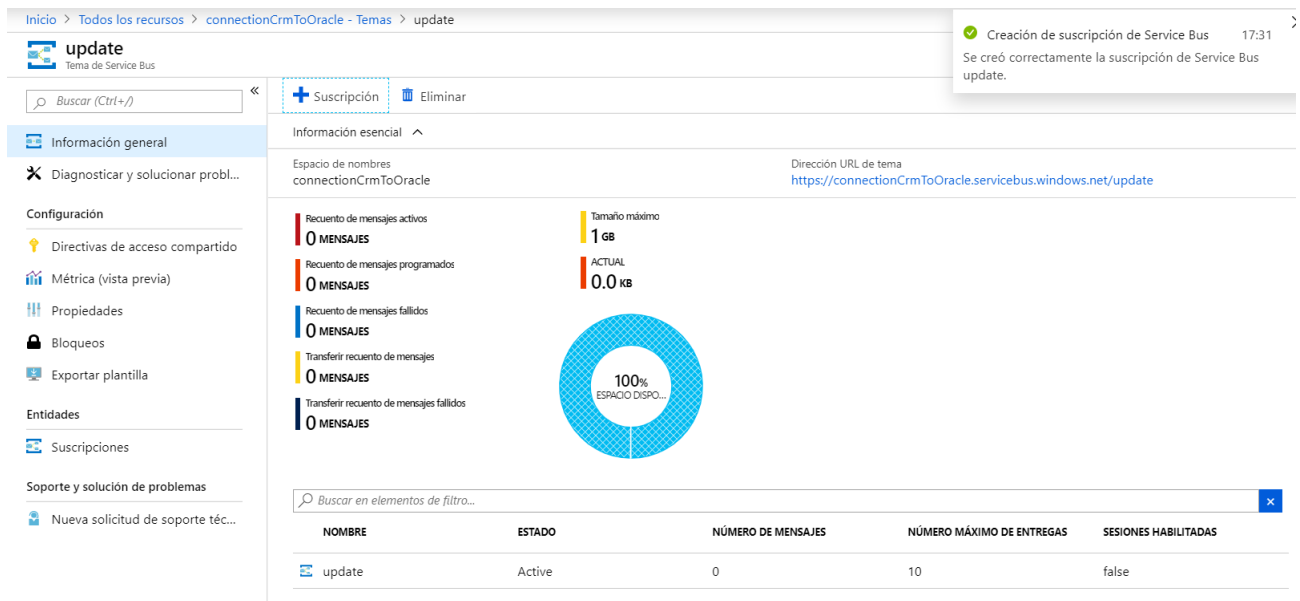 Inicio > Todos los recursos > connectionCrmToOracle - Temas > update
update
Tema de Service Bus
Creación de suscripción de Service Bus 17:31
Se creó correctamente la suscripción de Service Bus
update.
Buscar (Ctrl+/)
Información general
Diagnosticar y solucionar probl...
Configuración
Directivas de acceso compartido
Métrica (vista previa)
Propiedades
Bloqueos
Exportar plantilla
Entidades
Suscripciones
Soporte y solución de problemas
Nueva solicitud de soporte téc...
Suscripción Eliminar
Información esencial
Espacio de nombres
connectionCrmToOracle
Dirección URL de tema
https://connectionCrmToOracle.servicebus.windows.net/update
Recuento de mensajes activos
0 MENSAJES
Recuento de mensajes programados
0 MENSAJES
Recuento de mensajes fallidos
0 MENSAJES
Transferir recuento de mensajes
0 MENSAJES
Transferir recuento de mensajes fallidos
0 MENSAJES
Tamaño máximo
1 GB
ACTUAL
0.0 KB
100%
ESPACIO DISPO...
Buscar en elementos de filtro...
NOMBRE ESTADO NÚMERO DE MENSAJES NÚMERO MÁXIMO DE ENTREGAS SESIONES HABILITADAS
update Active 0 10 false